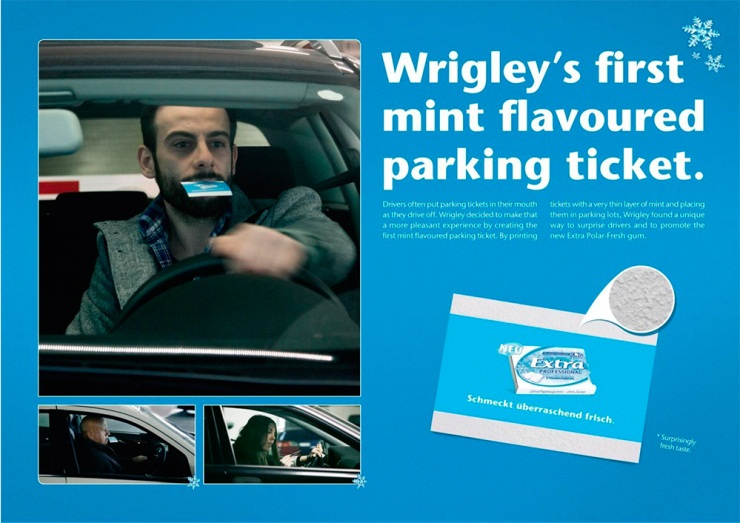 Wrigley's first
mint flavoured
parking ticket.
Drivers often put parking tickets in their mouth
as they drive off. Wrigley decided to make that
a more pleasant experience by creating the
first mint flavoured parking ticket. By printing
tickets with a very thin layer of mint and placing
them in parking lots, Wrigley found a unique
way to surprise drivers and to promote the
new Extra Polar Fresh gum.
NEU
Extra
PROFESSIONAL
Schmeckt überraschend frisch.
* Surprisingly
fresh taste.